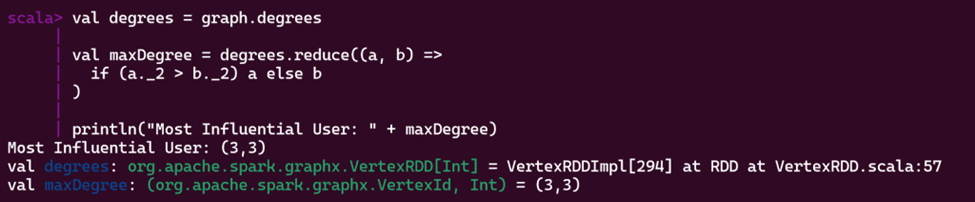 scala> val degrees = graph.degrees
     |
     | val maxDegree = degrees.reduce((a, b) =>
     |   if (a._2 > b._2) a else b
     | )
     |
     | println("Most Influential User: " + maxDegree)
Most Influential User: (3,3)
val degrees: org.apache.spark.graphx.VertexRDD[Int] = VertexRDDImpl[294] at RDD at VertexRDD.scala:57
val maxDegree: (org.apache.spark.graphx.VertexId, Int) = (3,3)